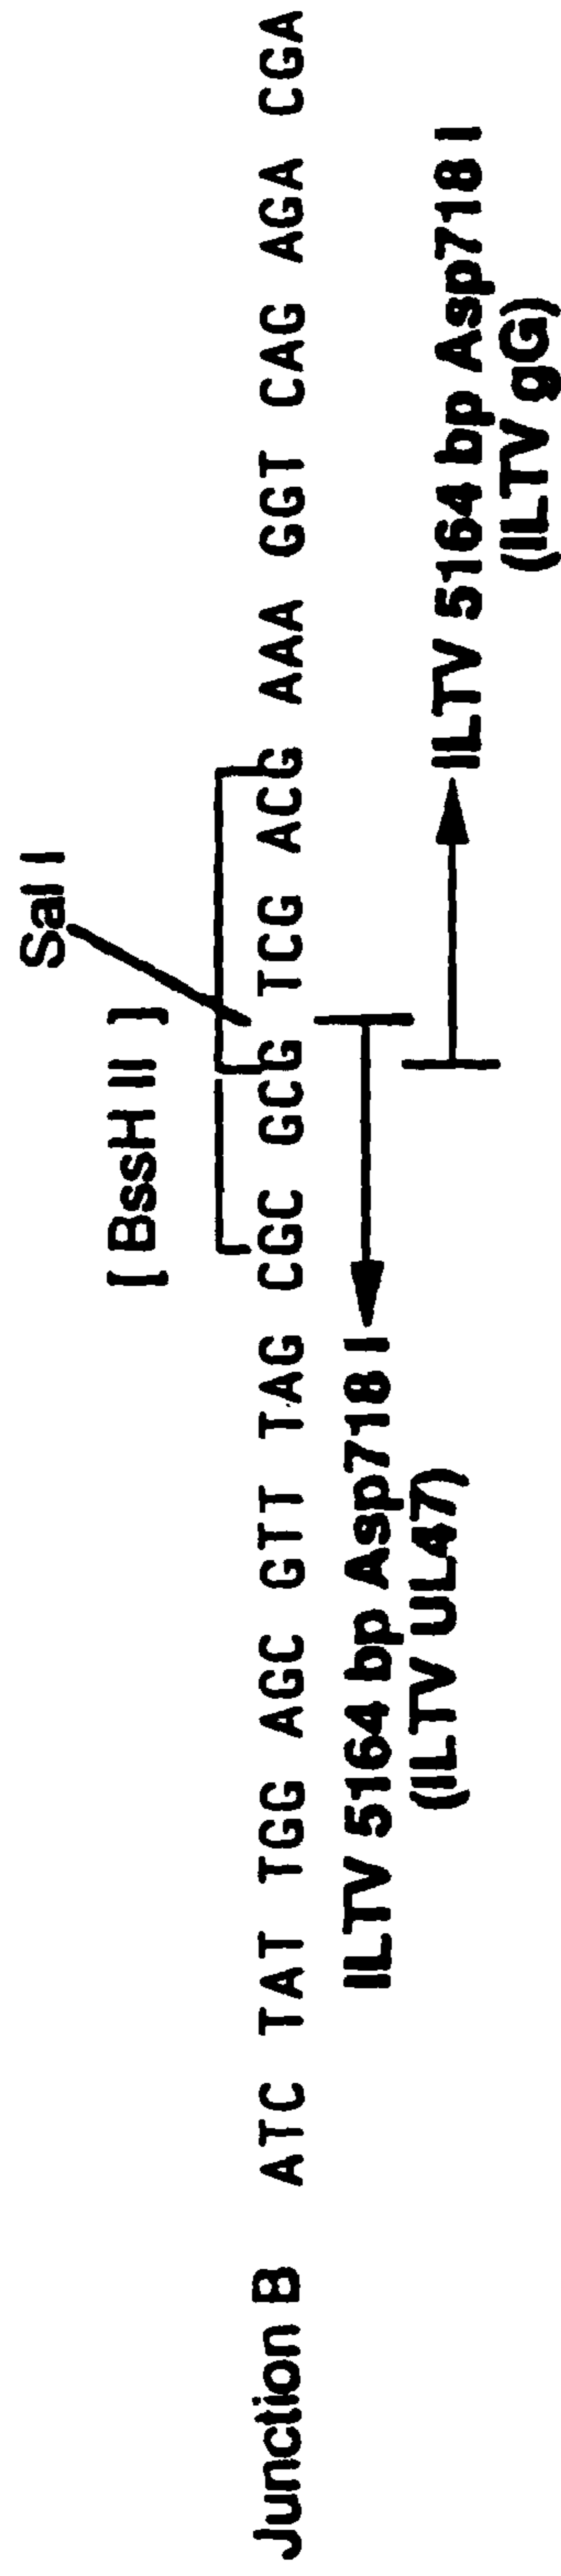 Sal I
[ BssH II ]
Junction B ATC TAT TGG AGC GTT TAG CGC GCG TCG ACG AAA GGT CAG AGA CGA
ILTV 5164 bp Asp718 I
(ILTV UL47)
ILTV 5164 bp Asp718 I
(ILTV gG)